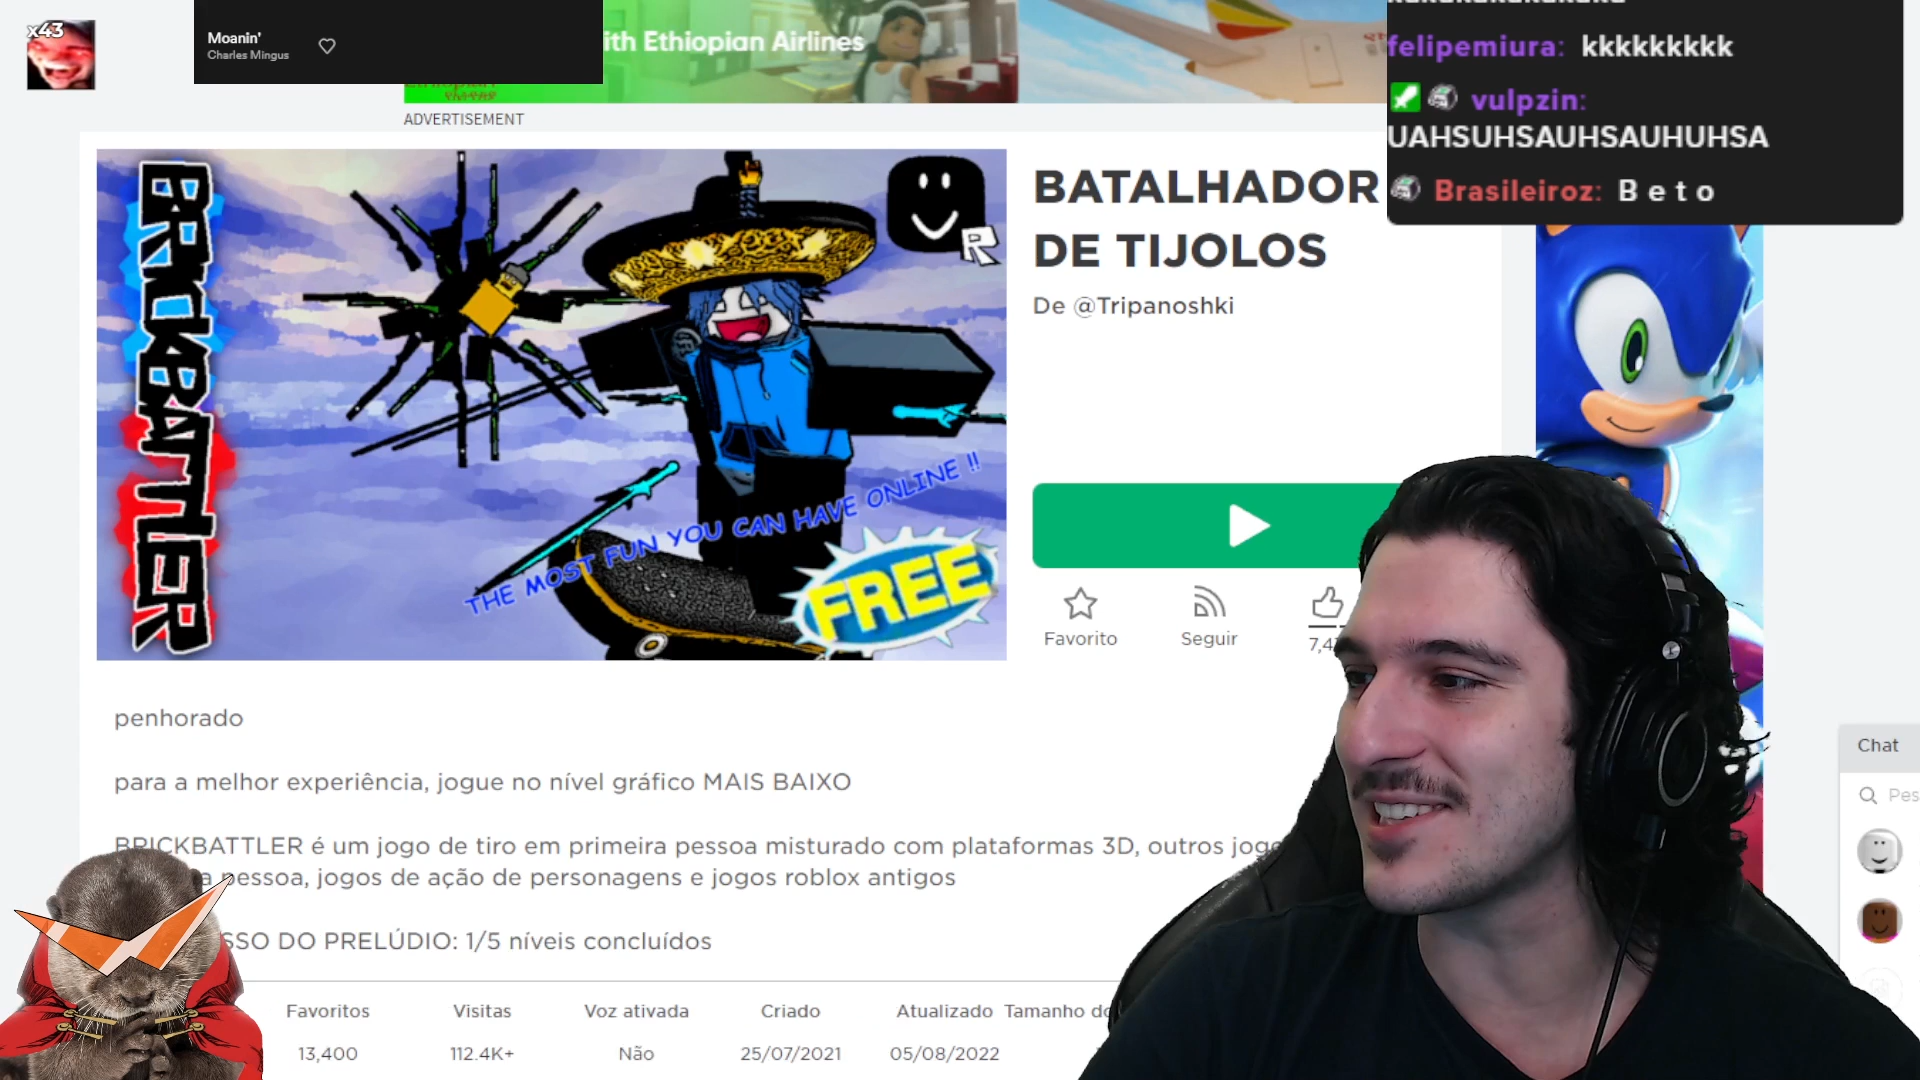 x43
Moanin'
Charles Mingus
ith Ethiopian Airlines
ADVERTISEMENT
felipemiura: kkkkkkkkk
vulpzin:
UAHSUHSAUHSAUHUHSA
Brasileiroz: B e t o
BRICKBATTLER
R
THE MOST FUN YOU CAN HAVE ONLINE !!
FREE
BATALHADOR
DE TIJOLOS
De @Tripanoshki
Favorito
Seguir
penhorado
para a melhor experiência, jogue no nível gráfico MAIS BAIXO
BRICKBATTLER é um jogo de tiro em primeira pessoa misturado com plataformas 3D, outros
pessoa, jogos de ação de personagens e jogos roblox antigos
SSO DO PRELÚDIO: 1/5 níveis concluídos
Favoritos Visitas Voz ativada Criado Atualizado Tamanho
13,400 112.4K+ Não 25/07/2021 05/08/2022
Chat
Pes